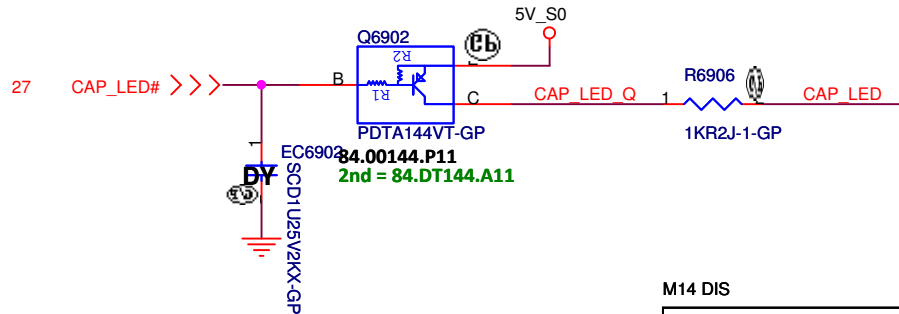 5V_S0
Q6902
R2
R1
B
C
27
CAP_LED#
CAP_LED_Q
R6906
1
CAP_LED
PDTA144VT-GP
1KR2J-1-GP
84.00144.P11
2nd = 84.DT144.A11
1
EC6902
DY
SCD1U25V2KX-GP
M14 DIS